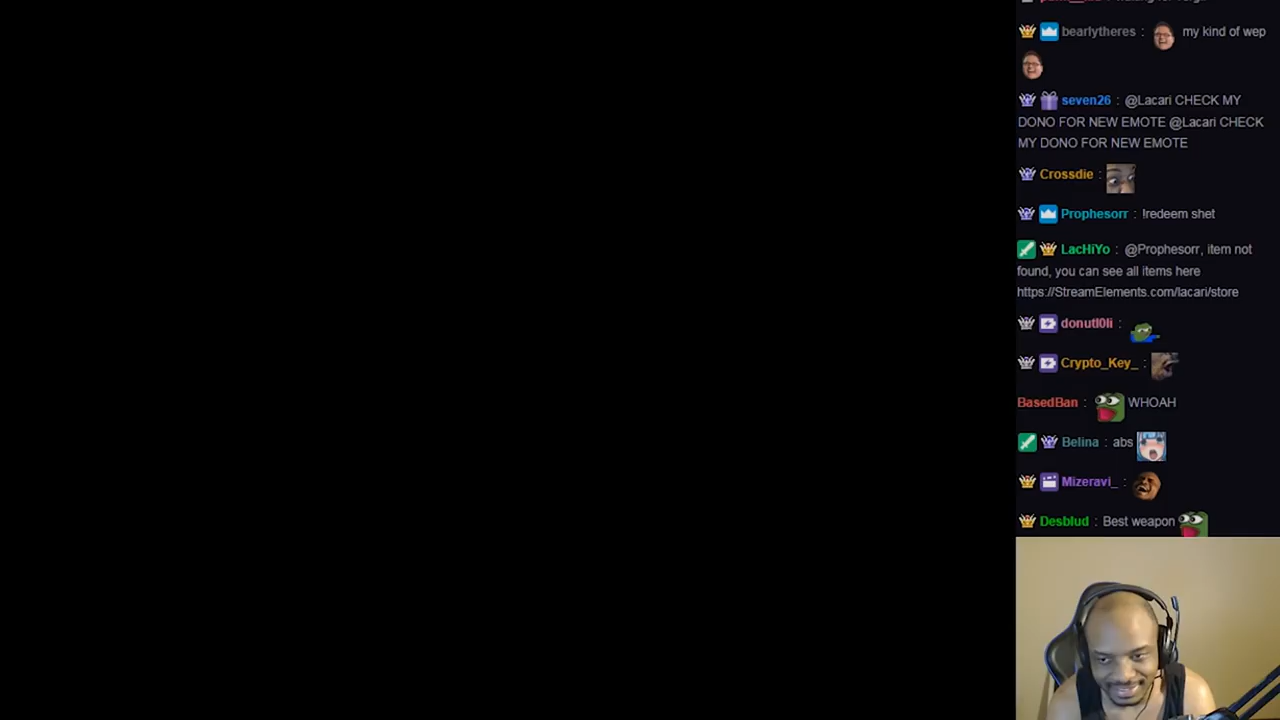 bearlytheres : my kind of wep
seven26 : @Lacari CHECK MY
DONO FOR NEW EMOTE @Lacari CHECK
MY DONO FOR NEW EMOTE
Crossdie :
Prophesorr : !redeem shet
LacHiYo : @Prophesorr, item not
found, you can see all items here
https://StreamElements.com/lacari/store
donutl0li :
Crypto_Key_ :
BasedBan : WHOAH
Belina : abs
Mizeravi_ :
Desblud : Best weapon